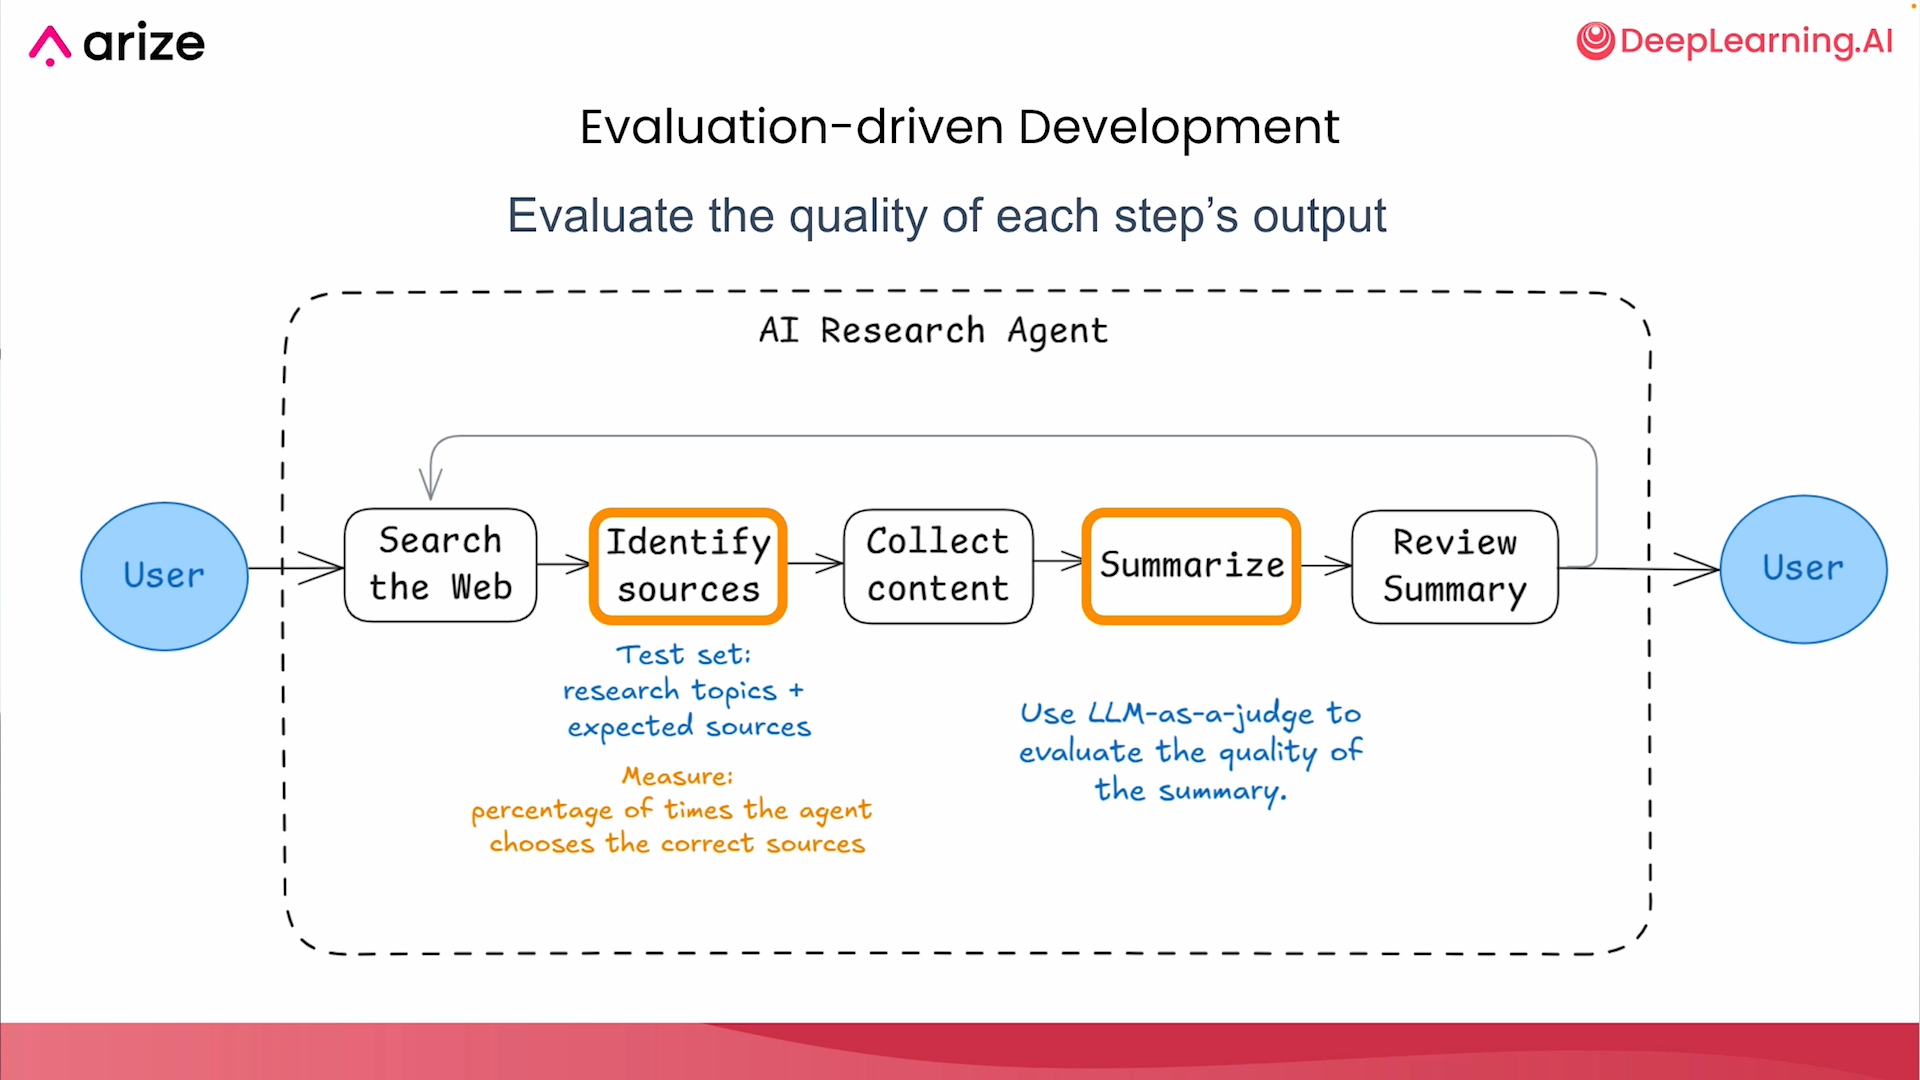 arize
DeepLearning.AI
Evaluation-driven Development
Evaluate the quality of each step's output
AI Research Agent
User
Search
the Web
Identify
sources
Collect
content
Summarize
Review
Summary
User
Test set:
research topics +
expected sources
Measure:
percentage of times the agent
chooses the correct sources
Use LLM-as-a-judge to
evaluate the quality of
the summary.